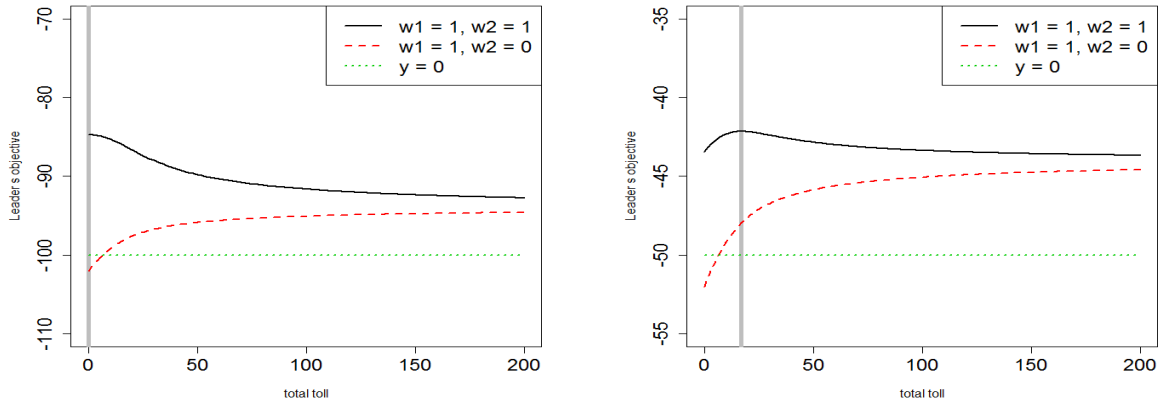 -70
-80
-90
-100
-110
Leader s objective
w1 = 1, w2 = 1
w1 = 1, w2 = 0
y = 0
0 50 100 150 200
total toll
-35
-40
-45
-50
-55
Leader s objective
w1 = 1, w2 = 1
w1 = 1, w2 = 0
y = 0
0 50 100 150 200
total toll